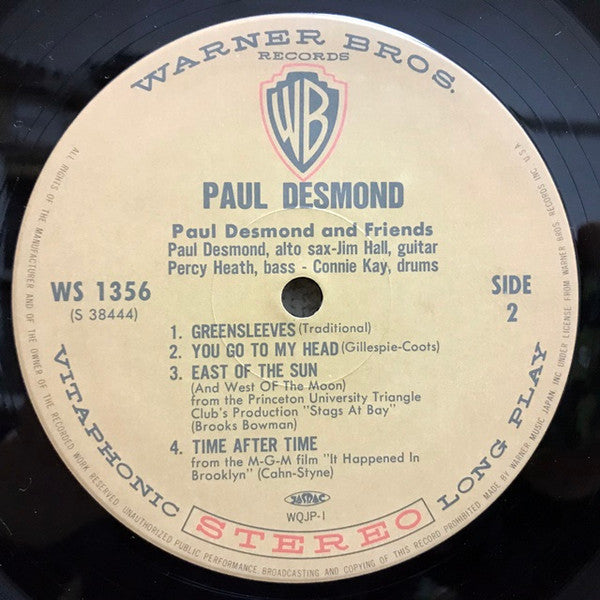 WARNER BROS.
RECORDS
WB
PAUL DESMOND
Paul Desmond and Friends
Paul Desmond, alto sax-Jim Hall, guitar
Percy Heath, bass - Connie Kay, drums
WS 1356
(S 38444)
SIDE
2
1. GREENSLEEVES (Traditional)
2. YOU GO TO MY HEAD (Gillespie-Coots)
3. EAST OF THE SUN
(And West OF The Moon)
from the Princeton University Triangle
Club's Production "Stags At Bay"
(Brooks Bowman)
4. TIME AFTER TIME
from the M-G-M film "It Happened In
Brooklyn" (Cahn-Styne)
JASRAC
WQJP-1
VITAPHONIC STEREO LONG PLAY
ALL RIGHTS OF THE MANUFACTURER AND OF THE OWNER OF THE RECORDED WORK RESERVED. UNAUTHORIZED PUBLIC PERFORMANCE, BROADCASTING AND COPYING OF THIS RECORD PROHIBITED. MADE BY WARNER MUSIC JAPAN INC. UNDER LICENSE FROM WARNER BROS RECORDS INC. U.S.A.